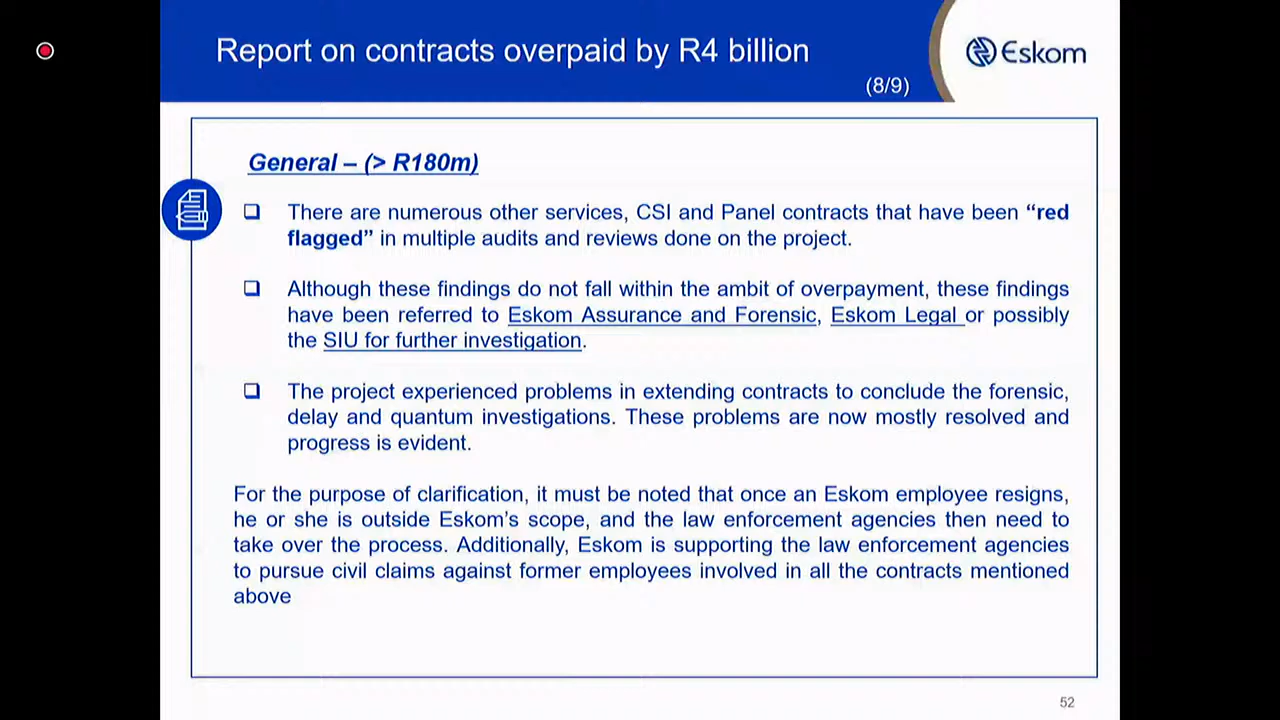 Report on contracts overpaid by R4 billion
(8/9)
Eskom
General – (> R180m)
❑ There are numerous other services, CSI and Panel contracts that have been “red
flagged” in multiple audits and reviews done on the project.
❑ Although these findings do not fall within the ambit of overpayment, these findings
have been referred to Eskom Assurance and Forensic, Eskom Legal or possibly
the SIU for further investigation.
❑ The project experienced problems in extending contracts to conclude the forensic,
delay and quantum investigations. These problems are now mostly resolved and
progress is evident.
For the purpose of clarification, it must be noted that once an Eskom employee resigns,
he or she is outside Eskom’s scope, and the law enforcement agencies then need to
take over the process. Additionally, Eskom is supporting the law enforcement agencies
to pursue civil claims against former employees involved in all the contracts mentioned
above
52